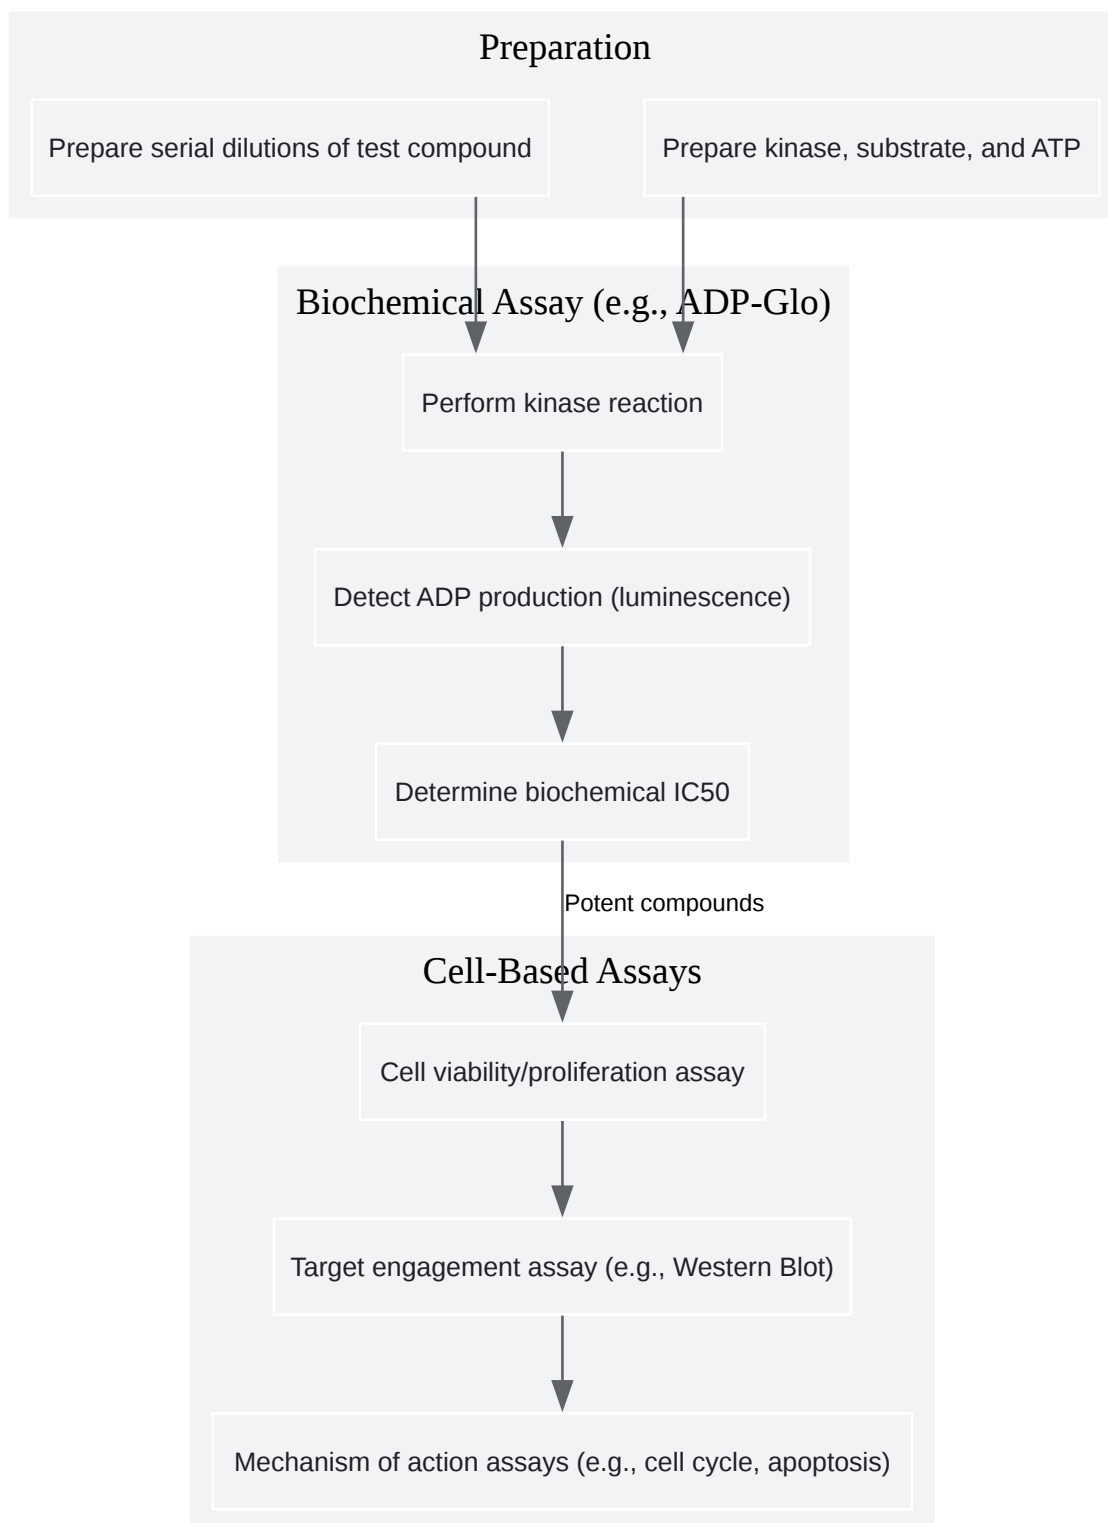 Preparation
Prepare serial dilutions of test compound
Prepare kinase, substrate, and ATP
Biochemical Assay (e.g., ADP-Glo)
Perform kinase reaction
Detect ADP production (luminescence)
Determine biochemical IC50
Potent compounds
Cell-Based Assays
Cell viability/proliferation assay
Target engagement assay (e.g., Western Blot)
Mechanism of action assays (e.g., cell cycle, apoptosis)